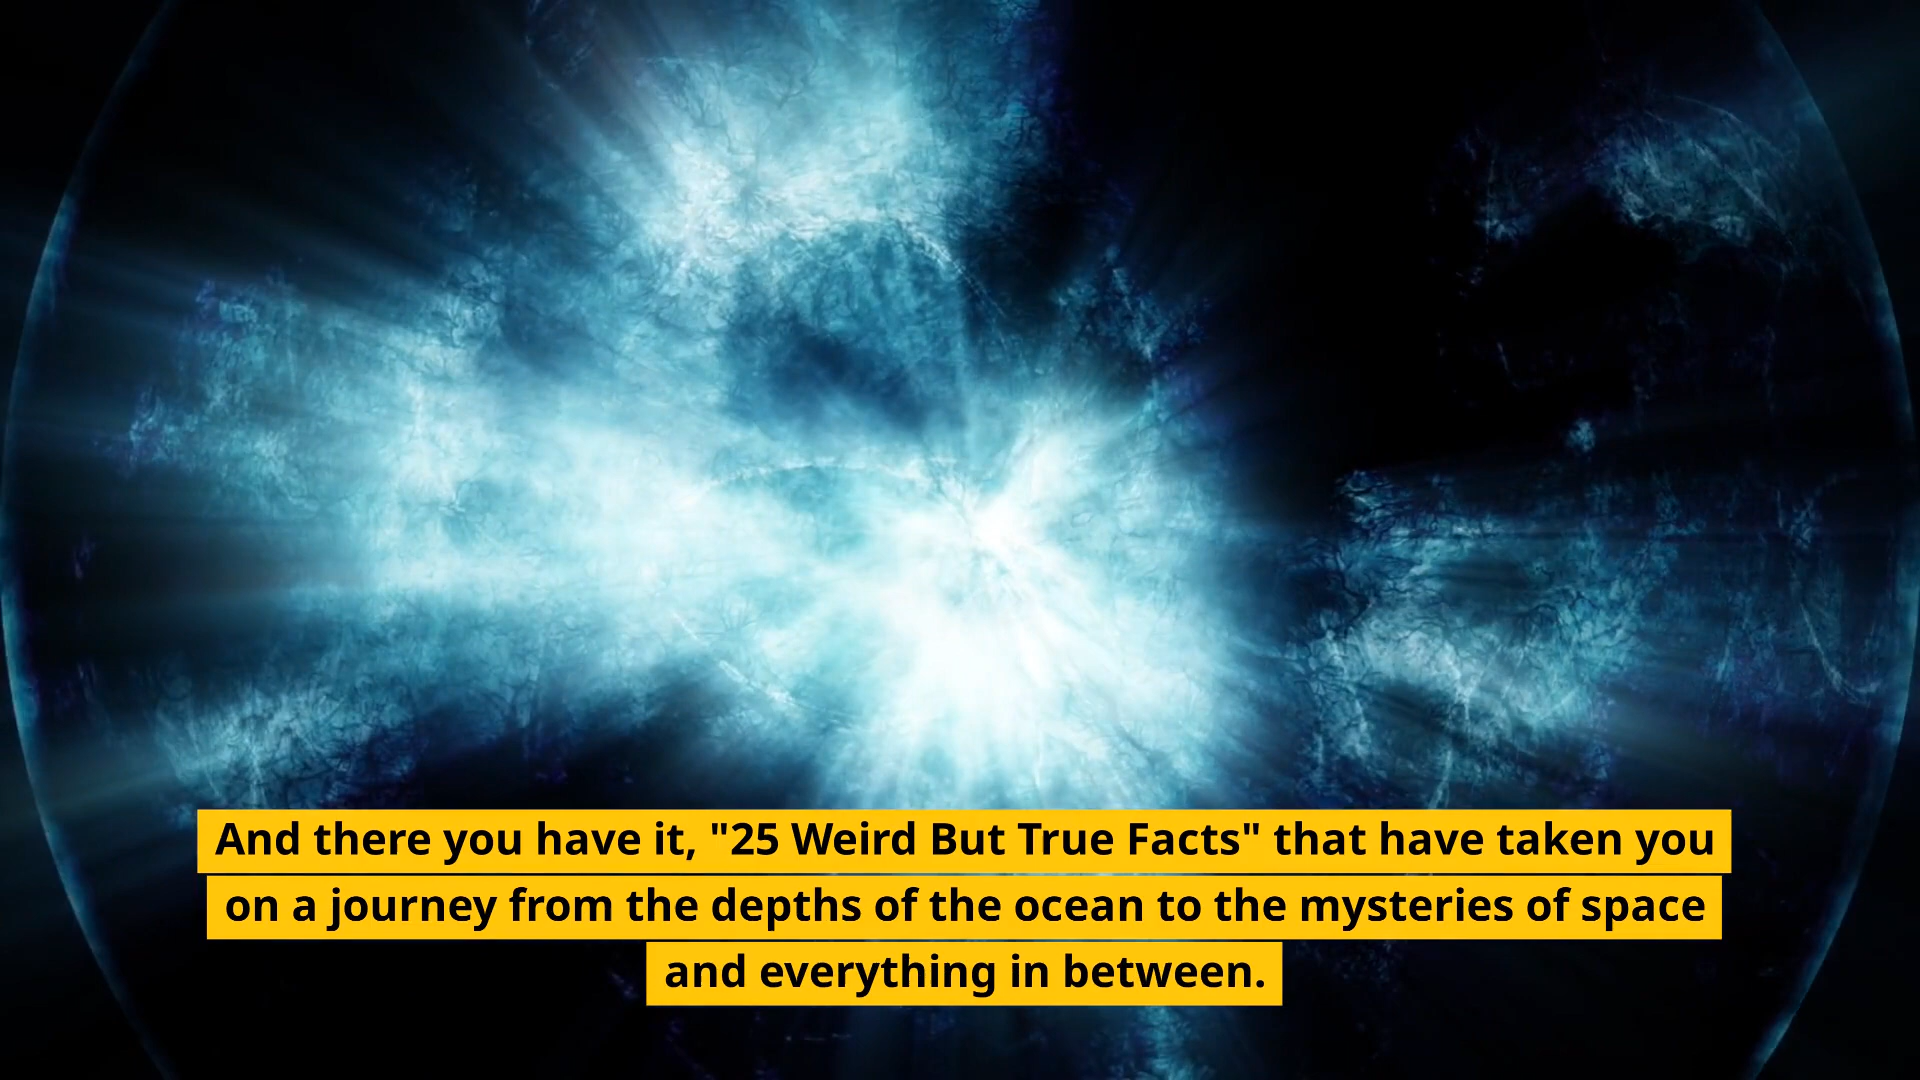 And there you have it, "25 Weird But True Facts" that have taken you
on a journey from the depths of the ocean to the mysteries of space
and everything in between.